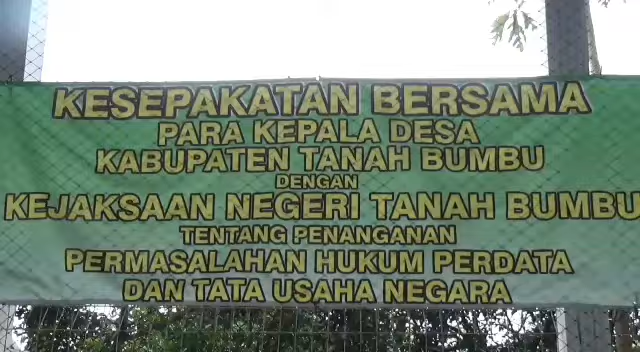 KESEPAKATAN BERSAMA
PARA KEPALA DESA
KABUPATEN TANAH BUMBU
DENGAN
KEJAKSAAN NEGERI TANAH BUMBU
TENTANG PENANGANAN
PERMASALAHAN HUKUM PERDATA
DAN TATA USAHA NEGARA